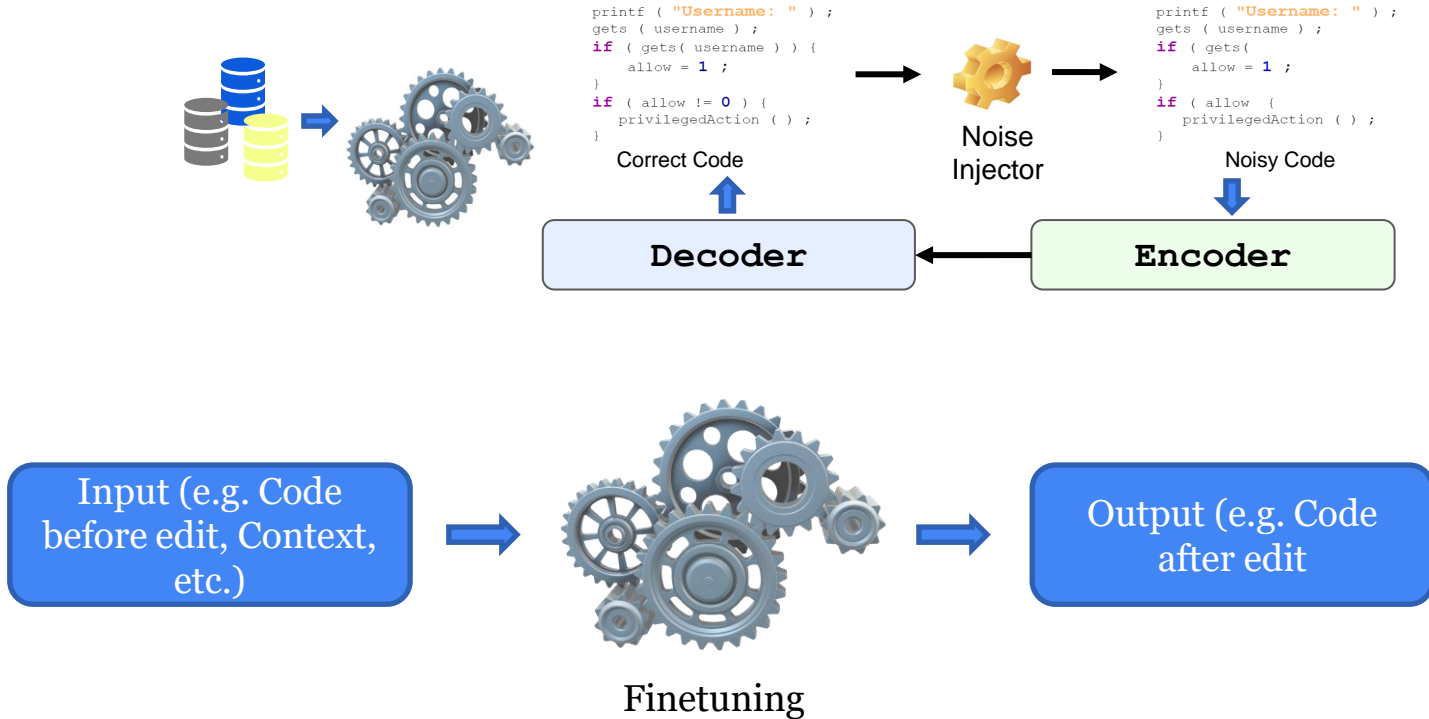 printf ( "Username: " ) ;
gets ( username ) ;
if ( gets( username ) ) {
allow = 1 ;
}
if ( allow != 0 ) {
privilegedAction ( ) ;
}
Correct Code
Noise
Injector
printf ( "Username: " ) ;
gets ( username ) ;
if ( gets(
allow = 1 ;
}
if ( allow {
privilegedAction ( ) ;
}
Noisy Code
Decoder
Encoder
Input (e.g. Code
before edit, Context,
etc.)
Output (e.g. Code
after edit
Finetuning